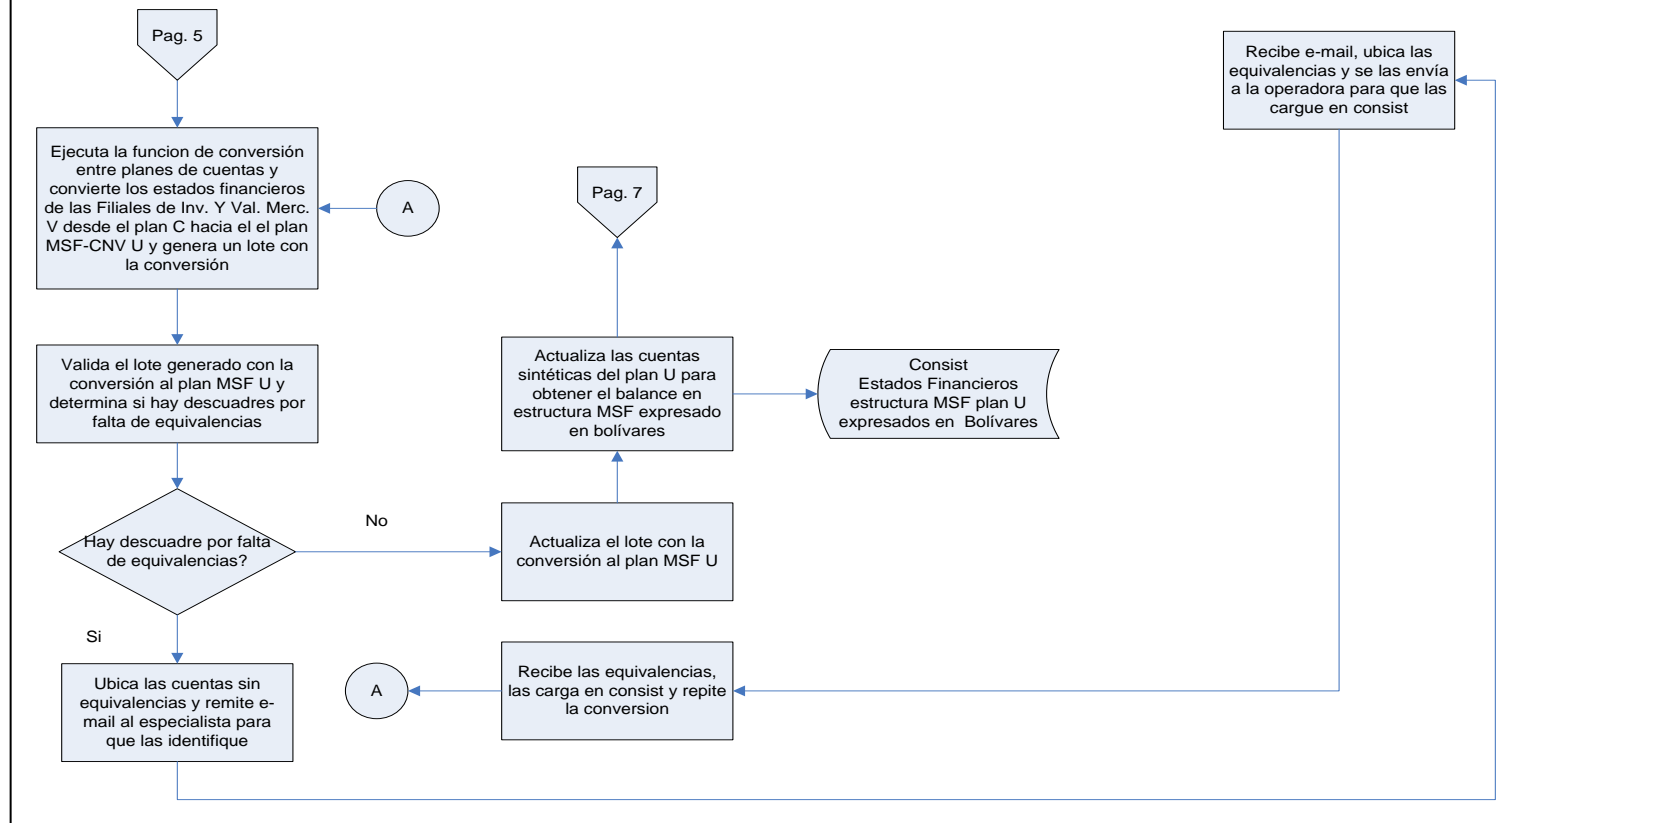 Pag. 5
Ejecuta la funcion de conversión
entre planes de cuentas y
convierte los estados financieros
de las Filiales de Inv. Y Val. Merc.
V desde el plan C hacia el el plan
MSF-CNV U y genera un lote con
la conversión
A
Valida el lote generado con la
conversión al plan MSF U y
determina si hay descuadres por
falta de equivalencias
Hay descuadre por falta
de equivalencias?
No
Si
Ubica las cuentas sin
equivalencias y remite e-
mail al especialista para
que las identifique
Pag. 7
Actualiza las cuentas
sintéticas del plan U para
obtener el balance en
estructura MSF expresado
en bolívares
Consist
Estados Financieros
estructura MSF plan U
expresados en  Bolívares
Actualiza el lote con la
conversión al plan MSF U
A
Recibe las equivalencias,
las carga en consist y repite
la conversion
Recibe e-mail, ubica las
equivalencias y se las envía
a la operadora para que las
cargue en consist